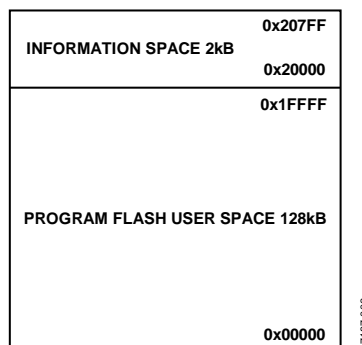 0x207FF
INFORMATION SPACE 2kB
0x20000
0x1FFFF
PROGRAM FLASH USER SPACE 128kB
0x00000